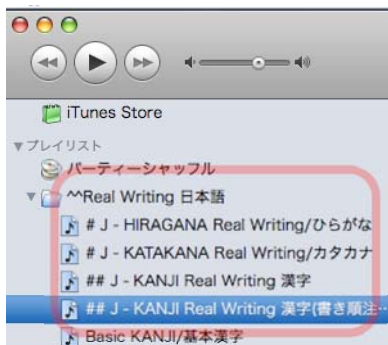 iTunes Store
プレイリスト
パーティーシャッフル
^^Real Writing 日本語
# J - HIRAGANA Real Writing/ひらがな
# J - KATAKANA Real Writing/カタカナ
## J - KANJI Real Writing 漢字
## J - KANJI Real Writing 漢字(書き順注…
Basic KANJI/基本漢字